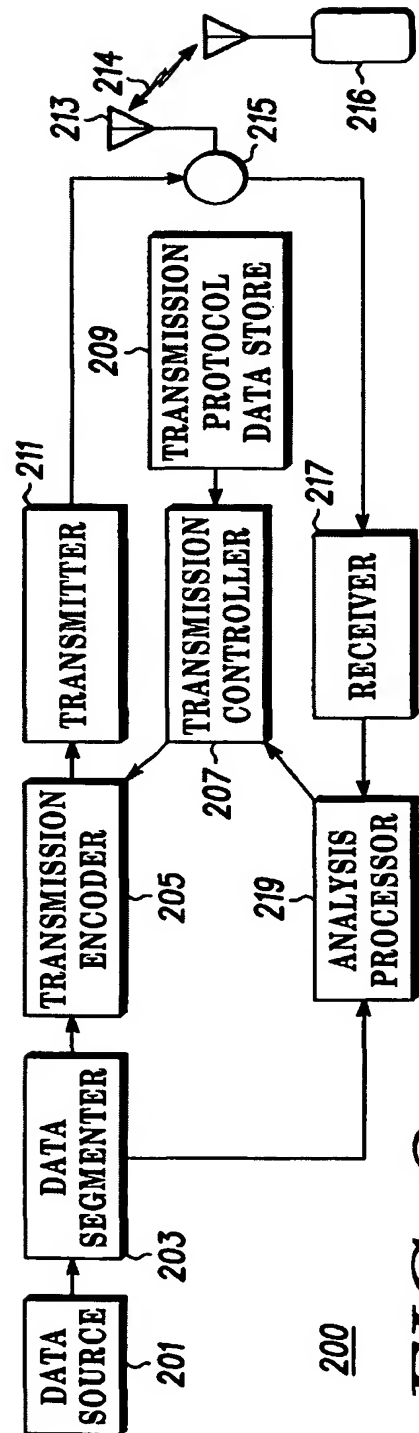 DATA
SOURCE
201
DATA
SEGMENTER
203
TRANSMISSION
ENCODER
205
TRANSMITTER
211
TRANSMISSION
CONTROLLER
207
TRANSMISSION
PROTOCOL
DATA STORE
209
213
214
215
216
RECEIVER
217
ANALYSIS
PROCESSOR
219
200
FIG.